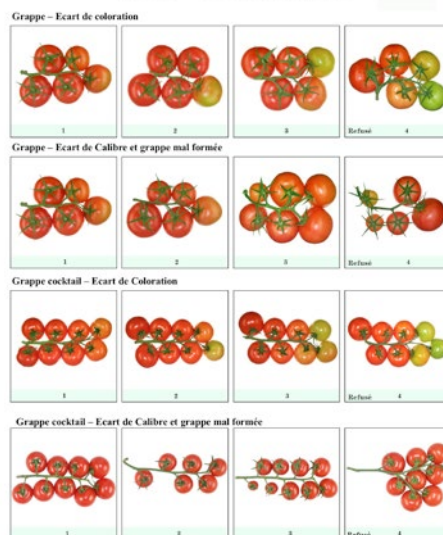 Grappe – Ecart de coloration
1 2 3 Refusé 4
Grappe – Ecart de Calibre et grappe mal formée
1 2 3 Refusé 4
Grappe cocktail – Ecart de Coloration
1 2 3 Refusé 4
Grappe cocktail – Ecart de Calibre et grappe mal formée
1 2 3 Refusé 4